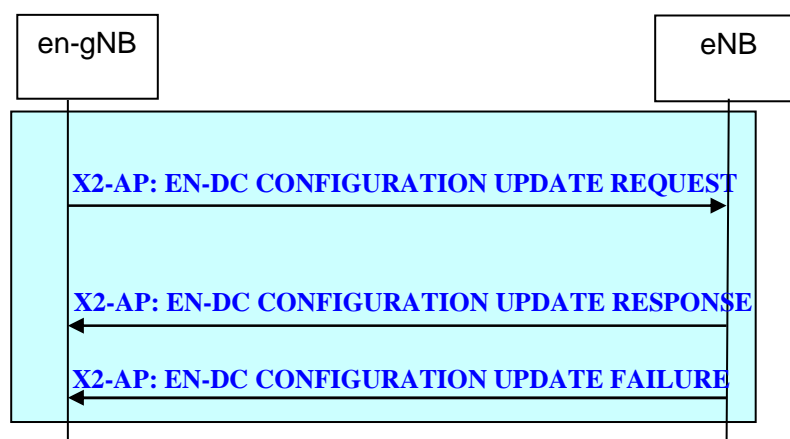 en-gNB
eNB
X2-AP: EN-DC CONFIGURATION UPDATE REQUEST
X2-AP: EN-DC CONFIGURATION UPDATE RESPONSE
X2-AP: EN-DC CONFIGURATION UPDATE FAILURE